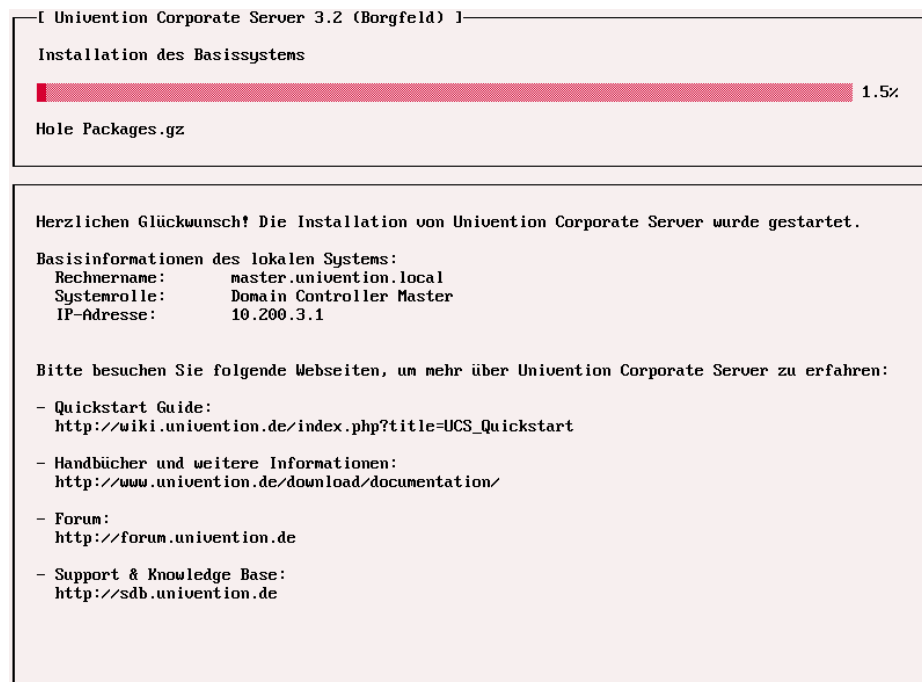 [ Univention Corporate Server 3.2 (Borgfeld) ]
Installation des Basissystems
1.5%
Hole Packages.gz
Herzlichen Glückwunsch! Die Installation von Univention Corporate Server wurde gestartet.
Basisinformationen des lokalen Systems:
Rechnername: master.univention.local
Systemrolle: Domain Controller Master
IP-Adresse: 10.200.3.1
Bitte besuchen Sie folgende Webseiten, um mehr über Univention Corporate Server zu erfahren:
- Quickstart Guide:
http://wiki.univention.de/index.php?title=UCS_Quickstart
- Handbücher und weitere Informationen:
http://www.univention.de/download/documentation/
- Forum:
http://forum.univention.de
- Support & Knowledge Base:
http://sdb.univention.de